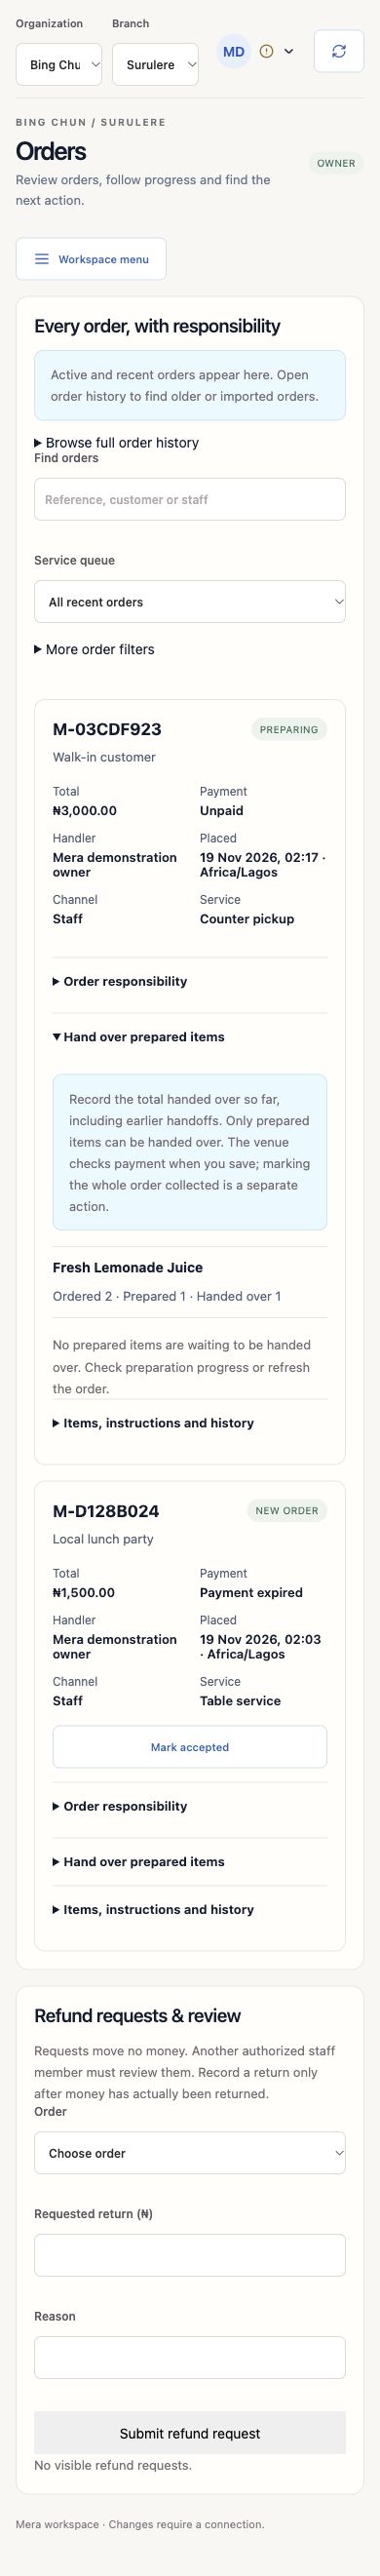 Organization Branch
Bing Chu Surulere MD
BING CHUN / SURULERE
Orders
OWNER
Review orders, follow progress and find the
next action.
Workspace menu
Every order, with responsibility
Active and recent orders appear here. Open
order history to find older or imported orders.
Browse full order history
Find orders
Reference, customer or staff
Service queue
All recent orders
More order filters
M-03CDF923 PREPARING
Walk-in customer
Total Payment
₦3,000.00 Unpaid
Handler Placed
Mera demonstration 19 Nov 2026, 02:17 ·
owner Africa/Lagos
Channel Service
Staff Counter pickup
Order responsibility
Hand over prepared items
Record the total handed over so far,
including earlier handoffs. Only prepared
items can be handed over. The venue
checks payment when you save; marking
the whole order collected is a separate
action.
Fresh Lemonade Juice
Ordered 2 · Prepared 1 · Handed over 1
No prepared items are waiting to be handed
over. Check preparation progress or refresh
the order.
Items, instructions and history
M-D128B024 NEW ORDER
Local lunch party
Total Payment
₦1,500.00 Payment expired
Handler Placed
Mera demonstration 19 Nov 2026, 02:03
owner · Africa/Lagos
Channel Service
Staff Table service
Mark accepted
Order responsibility
Hand over prepared items
Items, instructions and history
Refund requests & review
Requests move no money. Another authorized staff
member must review them. Record a return only
after money has actually been returned.
Order
Choose order
Requested return (₦)
Reason
Submit refund request
No visible refund requests.
Mera workspace · Changes require a connection.